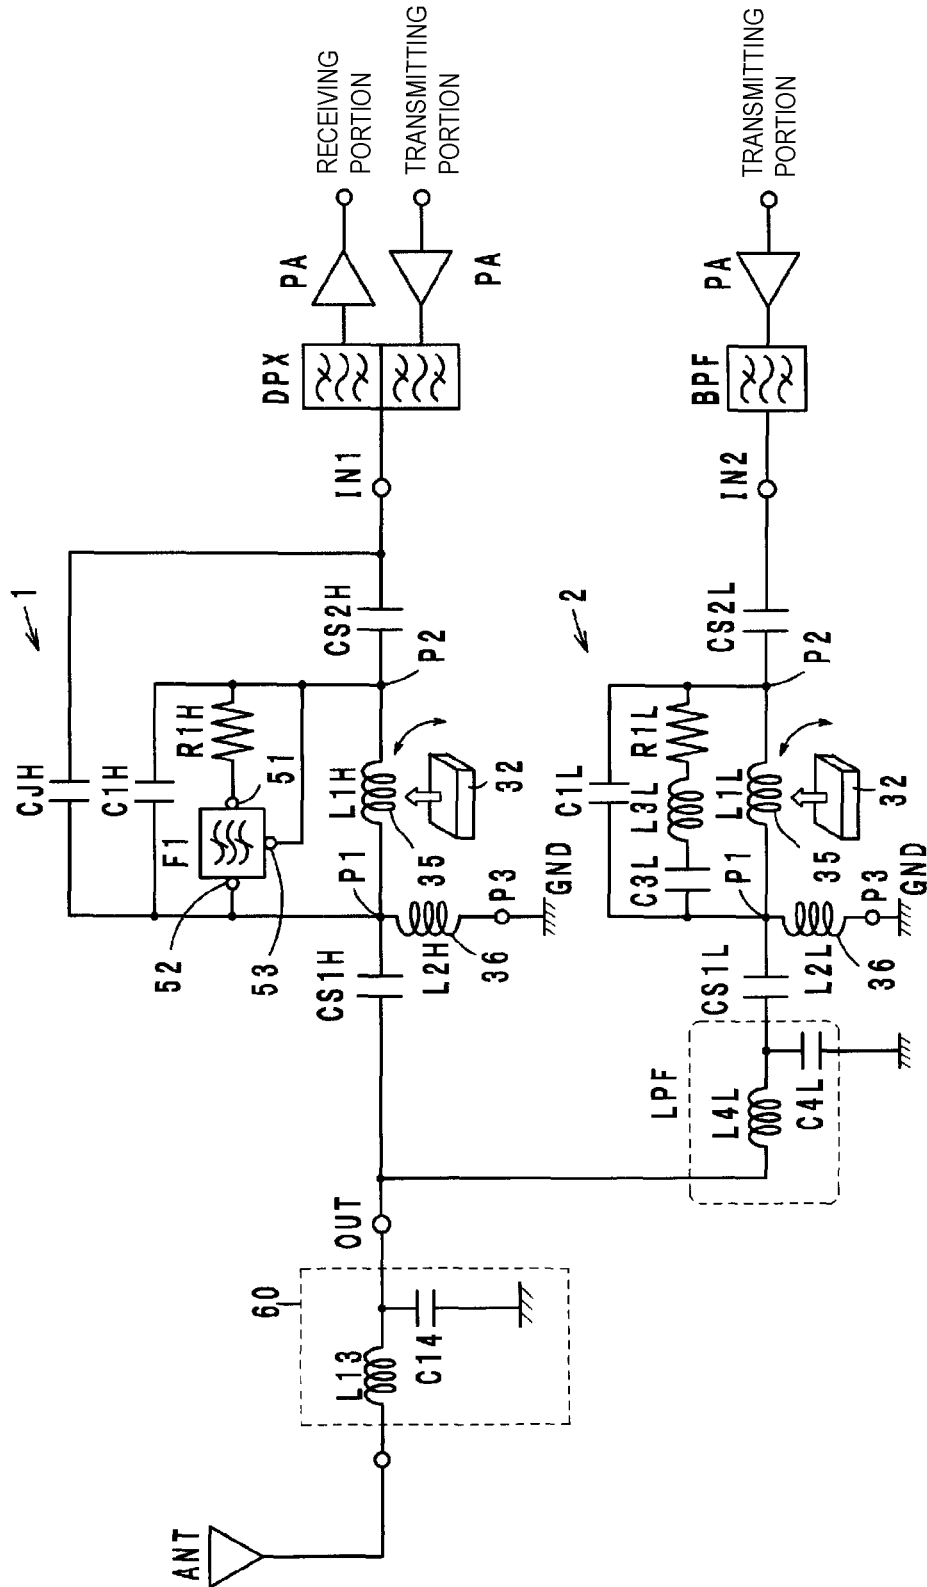 RECEIVING
PORTION
TRANSMITTING
PORTION
TRANSMITTING
PORTION
PA
PA
PA
DPX
BPF
IN1
IN2
1
2
CJH
C1H
R1H
F1
51
52
53
CS2H
P2
L1H
35
32
P1
CS1H
L2H
36
P3
GND
C1L
R1L
L3L
C3L
CS2L
P2
L1L
35
32
P1
CS1L
L2L
36
P3
GND
LPF
L4L
C4L
OUT
60
L13
C14
ANT